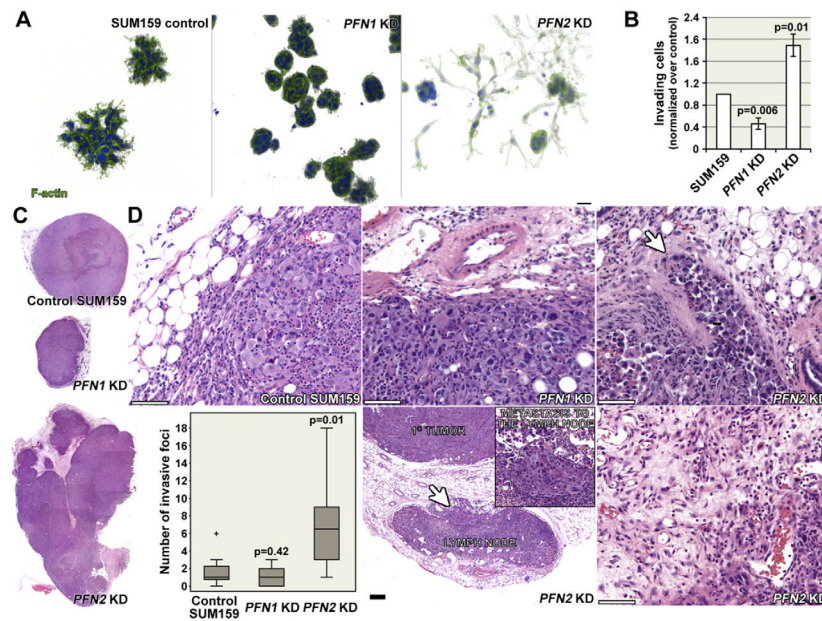 A
SUM159 control
PFN1 KD
PFN2 KD
F-actin
B
Invading cells
(normalized over control)
1.6
2.4
1.2
0.8
0.4
0
p=0.006
p=0.01
SUM159
PFN1 KD
PFN2 KD
C
Control SUM159
PFN1 KD
PFN2 KD
D
Control SUM159
PFN1 KD
PFN2 KD
Number of invasive foci
18
16
14
12
10
8
6
4
2
0
p=0.42
p=0.01
Control
SUM159
PFN1 KD
PFN2 KD
1° TUMOR
METASTASIS TO
THE LYMPH NODE
LYMPH NODE
PFN2 KD
PFN2 KD